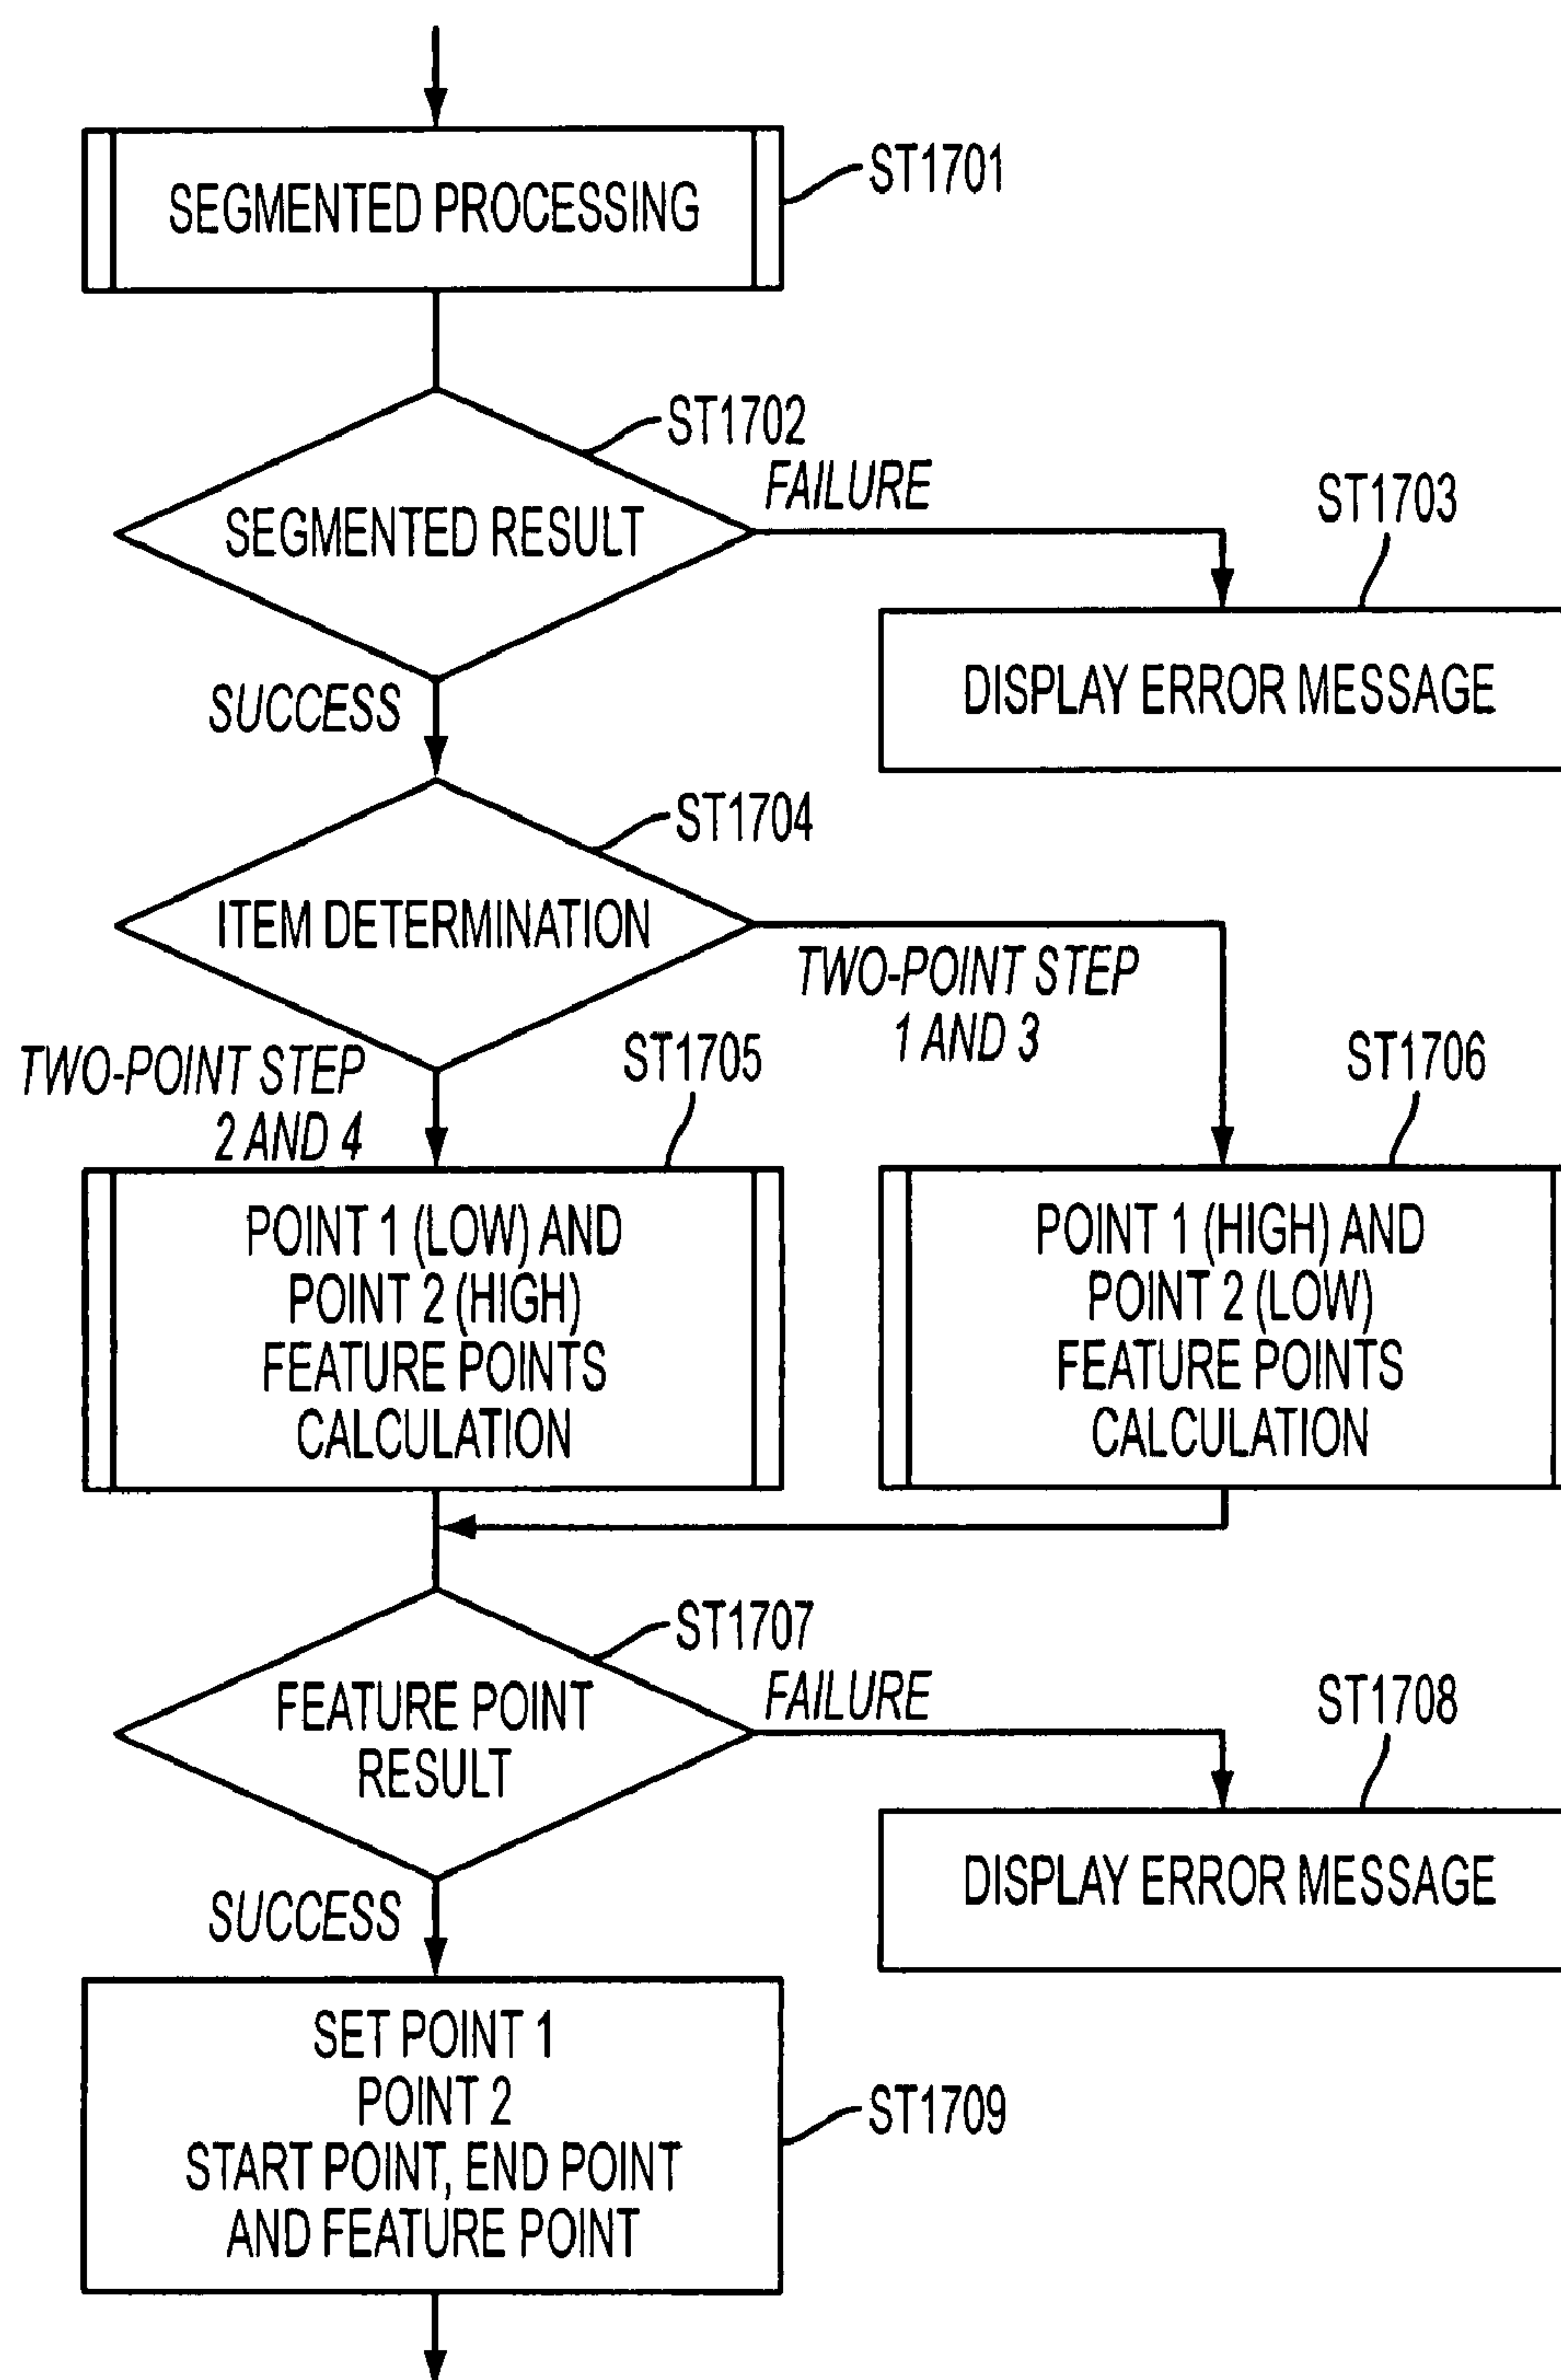 SEGMENTED PROCESSING
ST1701
ST1702
SEGMENTED RESULT
FAILURE
ST1703
DISPLAY ERROR MESSAGE
SUCCESS
ST1704
ITEM DETERMINATION
TWO-POINT STEP
1 AND 3
TWO-POINT STEP
2 AND 4
ST1705
ST1706
POINT 1 (LOW) AND
POINT 2 (HIGH)
FEATURE POINTS
CALCULATION
POINT 1 (HIGH) AND
POINT 2 (LOW)
FEATURE POINTS
CALCULATION
ST1707
FEATURE POINT
RESULT
FAILURE
ST1708
DISPLAY ERROR MESSAGE
SUCCESS
SET POINT 1
POINT 2
START POINT, END POINT
AND FEATURE POINT
ST1709